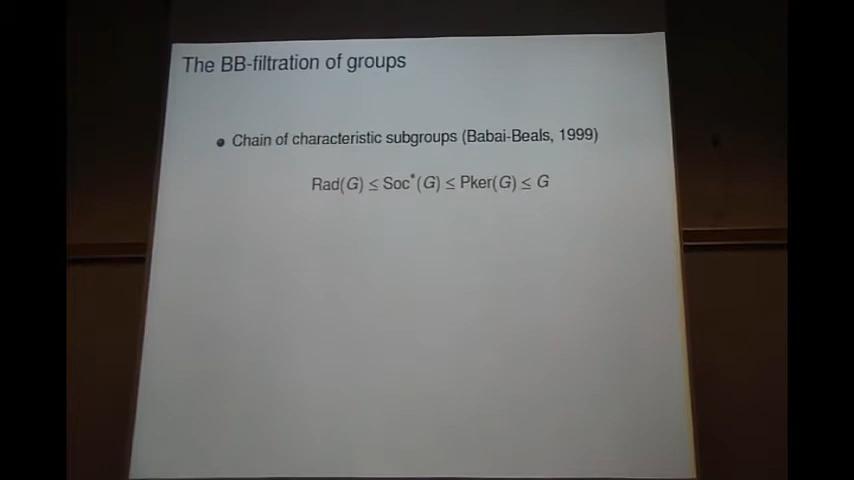 The BB-filtration of groups
Chain of characteristic subgroups (Babai-Beals, 1999)
Rad(G) ≤ Soc*(G) ≤ Pker(G) ≤ G